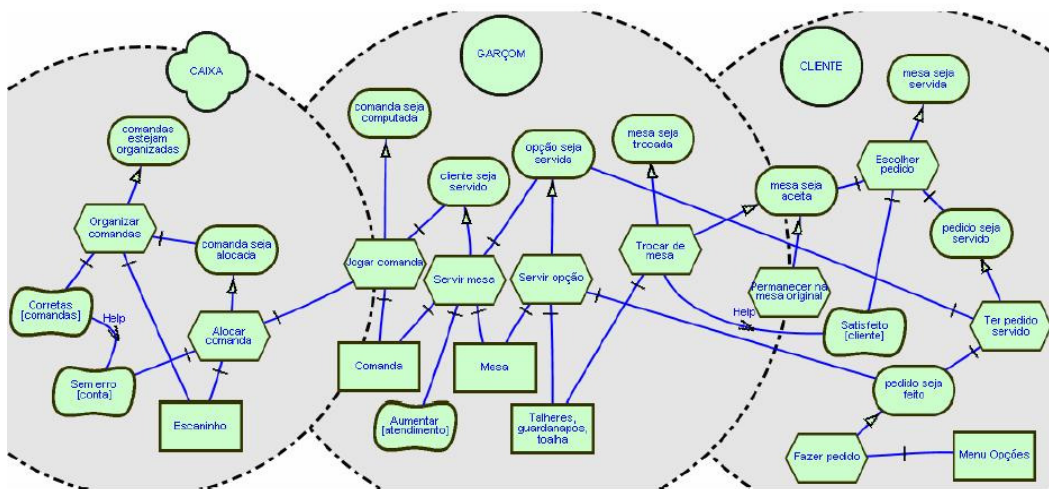 CAIXA
GARÇOM
CLIENTE
comandas
estejam
organizadas
Organizar
comandas
comanda seja
alocada
Corretas
[comandas]
Help
Alocar
comanda
Sem erro
[conta]
Escaninho
comanda seja
computada
cliente seja
servido
opção seja
servida
mesa seja
trocada
Jogar comanda
Servir mesa
Servir opção
Trocar de
mesa
Comanda
Mesa
Aumentar
[atendimento]
Talheres,
guardanapos,
toalha
mesa seja
servida
Escolher
pedido
mesa seja
aceita
pedido seja
servido
Permanecer na
mesa original
Help
Satisfeito
[cliente]
Ter pedido
servido
pedido seja
feito
Fazer pedido
Menu Opções